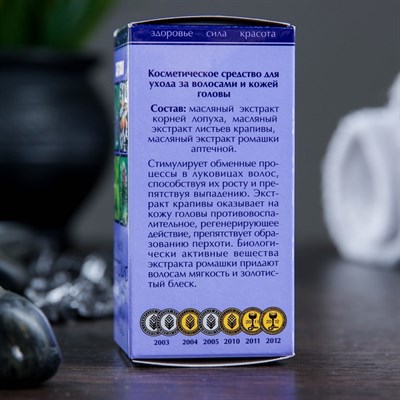 здоровье сила красота
Косметическое средство для
ухода за волосами и кожей
головы
Состав: масляный экстракт
корней лопуха, масляный
экстракт листьев крапивы,
масляный экстракт ромашки
аптечной.
Стимулирует обменные про-
цессы в луковицах волос,
способствуя их росту и пре-
пятствуя выпадению. Экст-
ракт крапивы оказывает на
кожу головы противовоспа-
лительное, регенерирующее
действие, препятствует обра-
зованию перхоти. Биологи-
чески активные вещества
экстракта ромашки придают
волосам мягкость и золотис-
тый блеск.
2003 2004 2005 2010 2011 2012